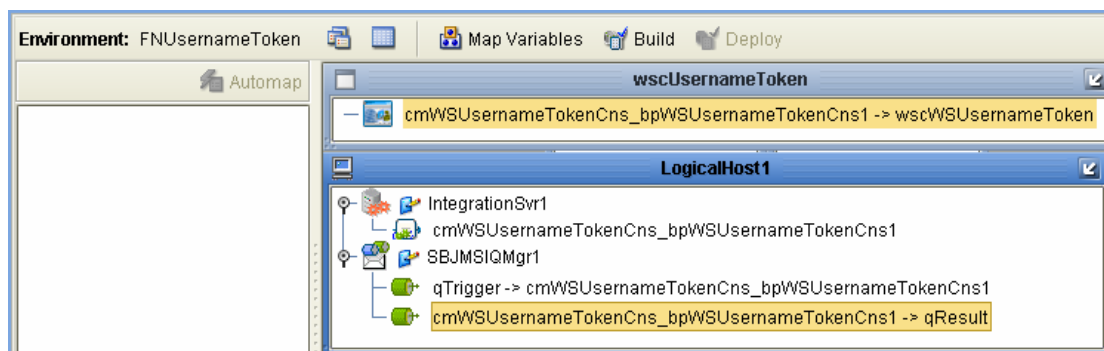 Environment: FNUsernameToken Map Variables Build Deploy
Automap
wscUsernameToken
cmWSUsernameTokenCns_bpWSUsernameTokenCns1 -> wscWSUsernameToken
LogicalHost1
IntegrationSvr1
cmWSUsernameTokenCns_bpWSUsernameTokenCns1
SBJMSIQMgr1
qTrigger -> cmWSUsernameTokenCns_bpWSUsernameTokenCns1
cmWSUsernameTokenCns_bpWSUsernameTokenCns1 -> qResult